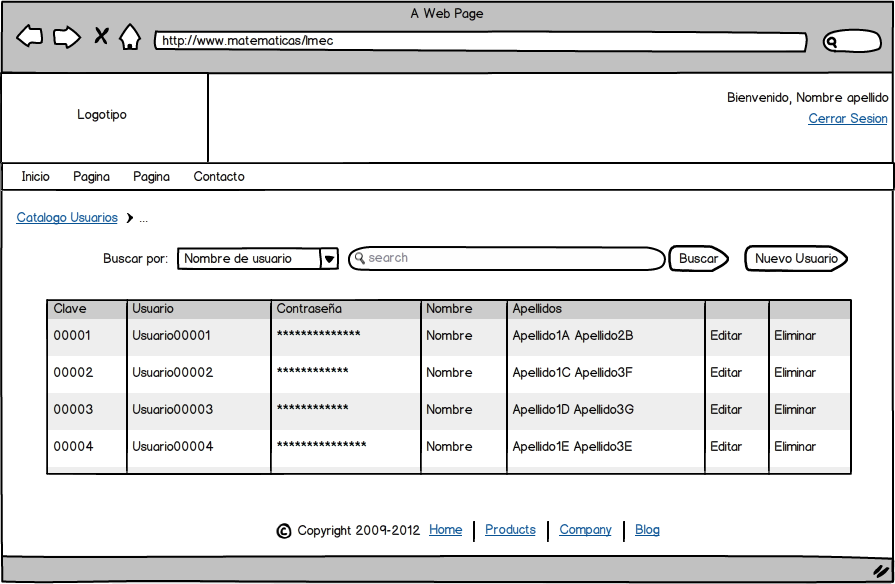 A Web Page
http://www.matematicas/lmec
Logotipo
Bienvenido, Nombre apellido
Cerrar Sesion
Inicio Pagina Pagina Contacto
Catalogo Usuarios > ...
Buscar por: Nombre de usuario search Buscar Nuevo Usuario
Clave Usuario Contraseña Nombre Apellidos
00001 Usuario00001 ************** Nombre Apellido1A Apellido2B Editar Eliminar
00002 Usuario00002 ************ Nombre Apellido1C Apellido3F Editar Eliminar
00003 Usuario00003 ************ Nombre Apellido1D Apellido3G Editar Eliminar
00004 Usuario00004 *************** Nombre Apellido1E Apellido3E Editar Eliminar
© Copyright 2009-2012 Home | Products | Company | Blog